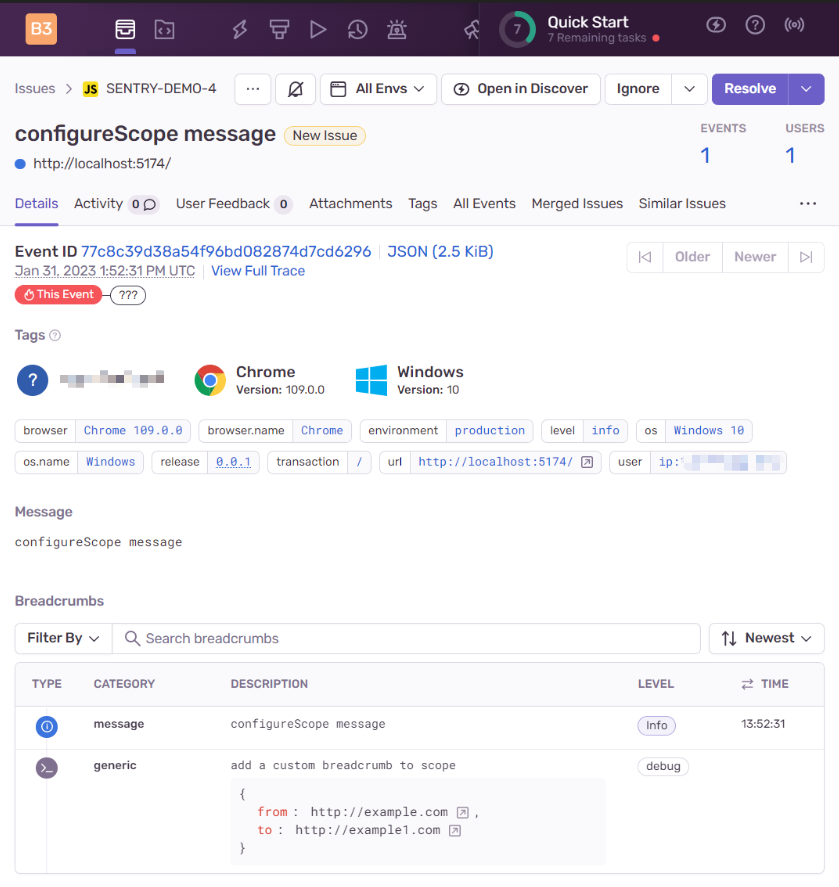 B3
7
Quick Start
7 Remaining tasks
Issues > JS SENTRY-DEMO-4
... All Envs Open in Discover Ignore Resolve
configureScope message New Issue
EVENTS USERS
1 1
http://localhost:5174/
Details Activity 0 User Feedback 0 Attachments Tags All Events Merged Issues Similar Issues ...
Event ID 77c8c39d38a54f96bd082874d7cd6296 | JSON (2.5 KiB)
Older Newer
Jan 31, 2023 1:52:31 PM UTC | View Full Trace
This Event ???
Tags ?
? Chrome Windows
Version: 109.0.0 Version: 10
browser Chrome 109.0.0 browser.name Chrome environment production level info os Windows 10
os.name Windows release 0.0.1 transaction / url http://localhost:5174/ user ip:
Message
configureScope message
Breadcrumbs
Filter By Search breadcrumbs Newest
TYPE CATEGORY DESCRIPTION LEVEL TIME
message configureScope message Info 13:52:31
generic add a custom breadcrumb to scope debug
{
from: http://example.com ,
to: http://example1.com
}